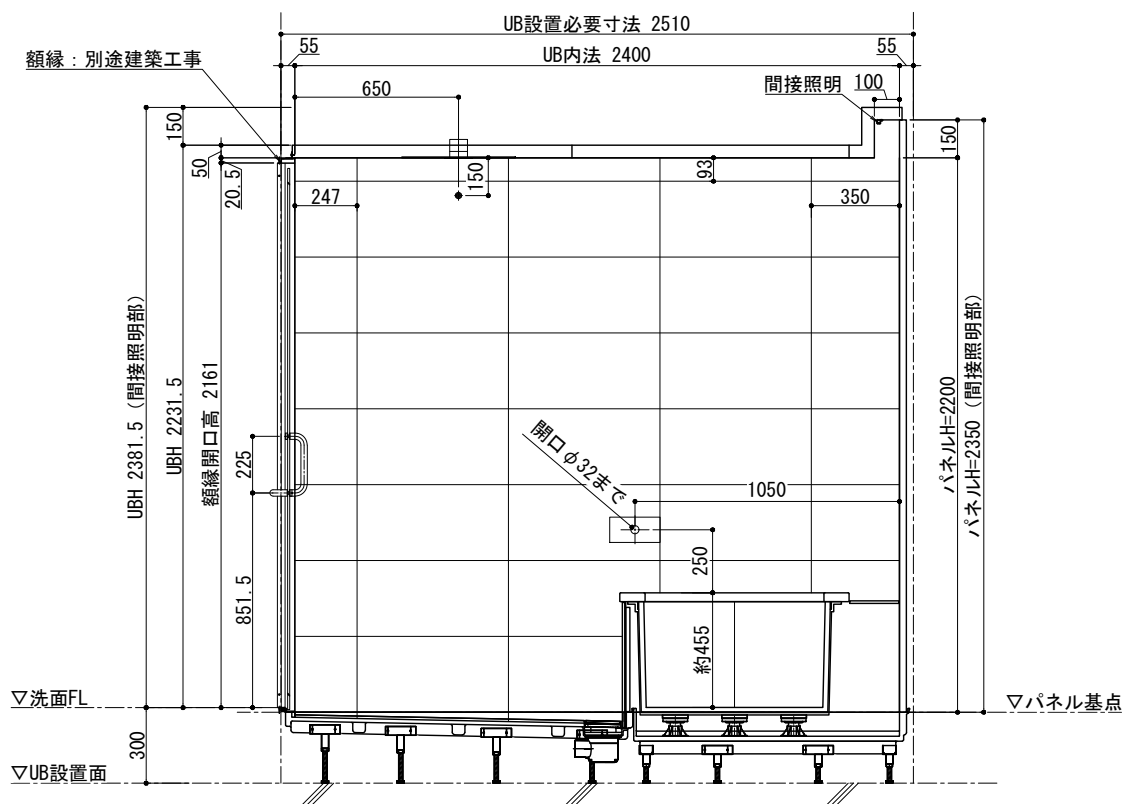 UB設置必要寸法 2510
55
UB内法 2400
55
額縁：別途建築工事
650
間接照明
100
150
50
20.5
150
93
150
247
350
UBH 2381.5（間接照明部）
UBH 2231.5
額縁開口高 2161
パネルH=2200
パネルH=2350（間接照明部）
225
開口φ32まで
1050
250
851.5
約455
▽洗面FL
▽パネル基点
300
▽UB設置面